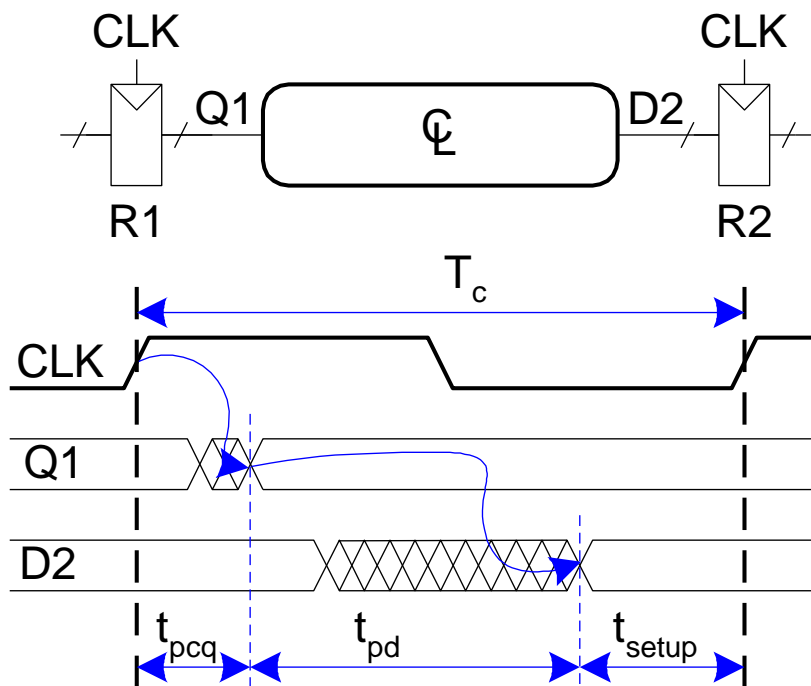 CLK CLK
Q1 CL D2
R1 R2
Tc
CLK
Q1
D2
tpcq tpd tsetup